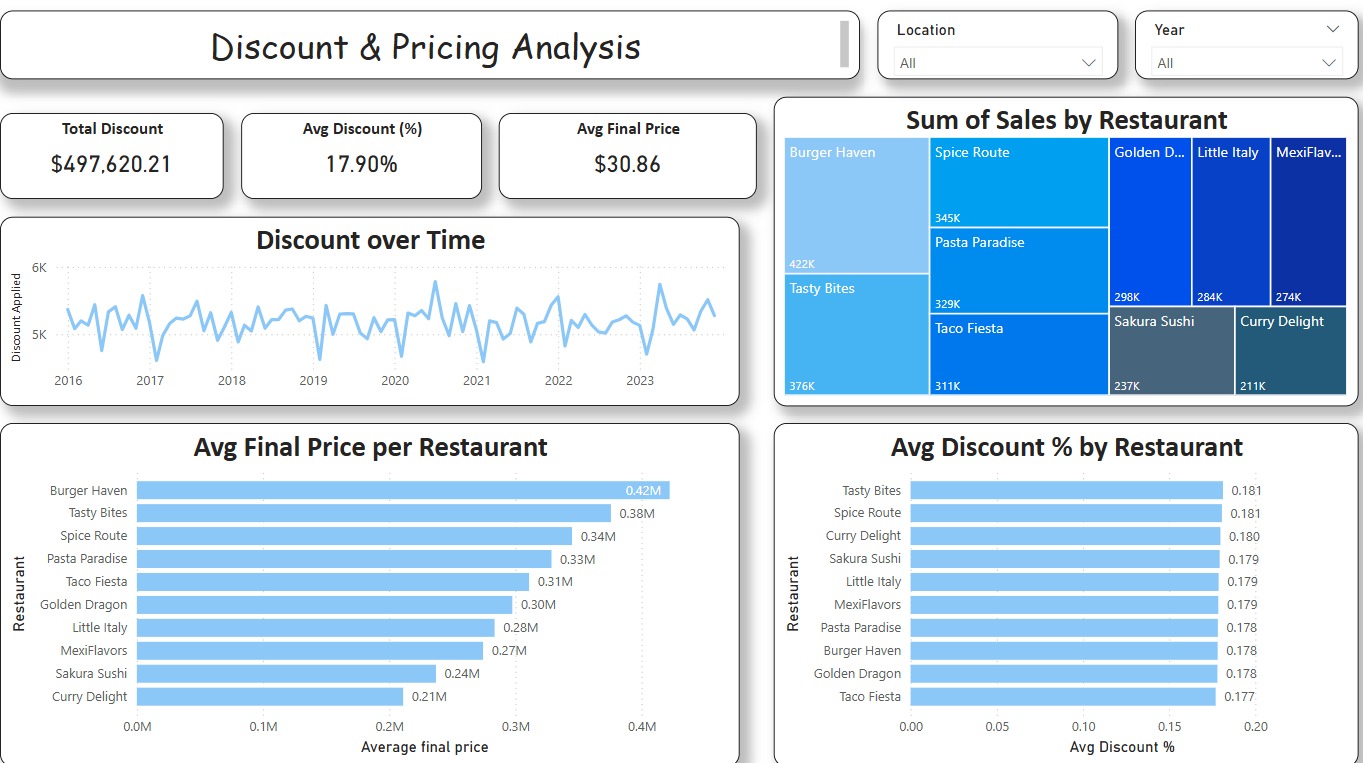 Discount & Pricing Analysis
Location
All
Year
All
Total Discount
$497,620.21
Avg Discount (%)
17.90%
Avg Final Price
$30.86
Sum of Sales by Restaurant
Burger Haven
422K
Tasty Bites
376K
Spice Route
345K
Pasta Paradise
329K
Taco Fiesta
311K
Golden D...
298K
Little Italy
284K
MexiFlav...
274K
Sakura Sushi
237K
Curry Delight
211K
Discount over Time
Discount Applied
6K
5K
2016 2017 2018 2019 2020 2021 2022 2023
Avg Final Price per Restaurant
Restaurant
Burger Haven 0.42M
Tasty Bites 0.38M
Spice Route 0.34M
Pasta Paradise 0.33M
Taco Fiesta 0.31M
Golden Dragon 0.30M
Little Italy 0.28M
MexiFlavors 0.27M
Sakura Sushi 0.24M
Curry Delight 0.21M
0.0M 0.1M 0.2M 0.3M 0.4M
Average final price
Avg Discount % by Restaurant
Restaurant
Tasty Bites 0.181
Spice Route 0.181
Curry Delight 0.180
Sakura Sushi 0.179
Little Italy 0.179
MexiFlavors 0.179
Pasta Paradise 0.178
Burger Haven 0.178
Golden Dragon 0.178
Taco Fiesta 0.177
0.00 0.05 0.10 0.15 0.20
Avg Discount %